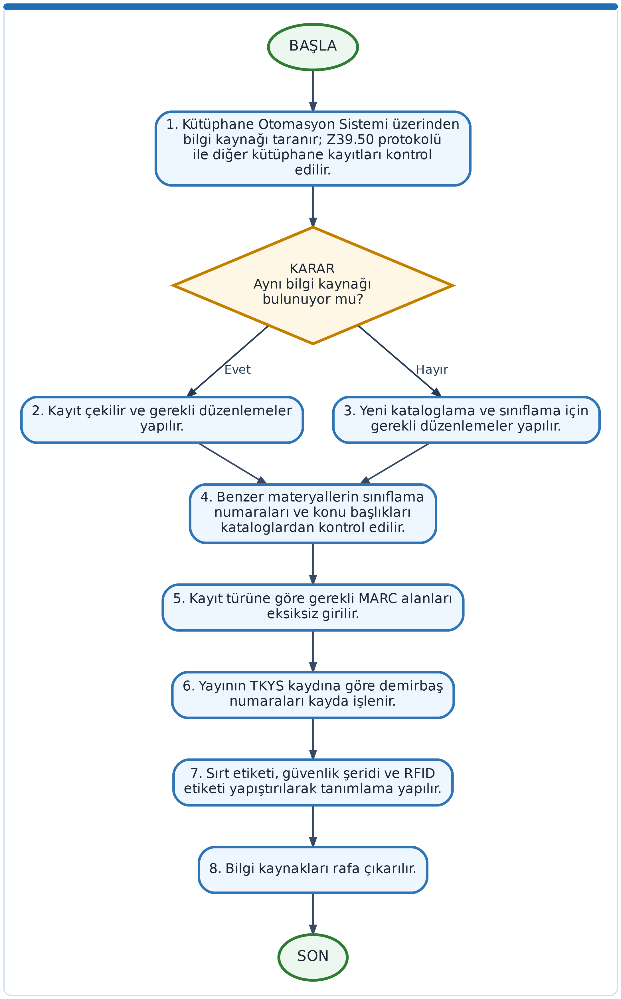 BAŞLA
1. Kütüphane Otomasyon Sistemi üzerinden
bilgi kaynağı taranır; Z39.50 protokolü
ile diğer kütüphane kayıtları kontrol
edilir.
KARAR
Aynı bilgi kaynağı
bulunuyor mu?
Evet
Hayır
2. Kayıt çekilir ve gerekli düzenlemeler
yapılır.
3. Yeni kataloglama ve sınıflama için
gerekli düzenlemeler yapılır.
4. Benzer materyallerin sınıflama
numaraları ve konu başlıkları
kataloglardan kontrol edilir.
5. Kayıt türüne göre gerekli MARC alanları
eksiksiz girilir.
6. Yayının TKYS kaydına göre demirbaş
numaraları kayda işlenir.
7. Sırt etiketi, güvenlik şeridi ve RFID
etiketi yapıştırılarak tanımlama yapılır.
8. Bilgi kaynakları rafa çıkarılır.
SON